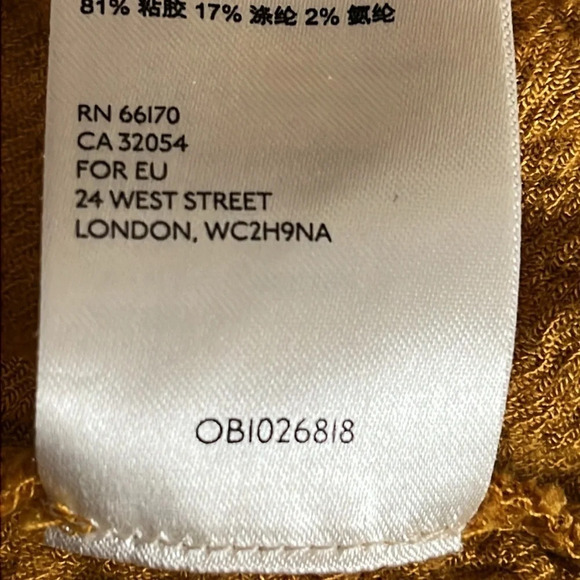 81% 粘胶 17% 涤纶 2% 氨纶
RN 66170
CA 32054
FOR EU
24 WEST STREET
LONDON, WC2H9NA
OB1026818